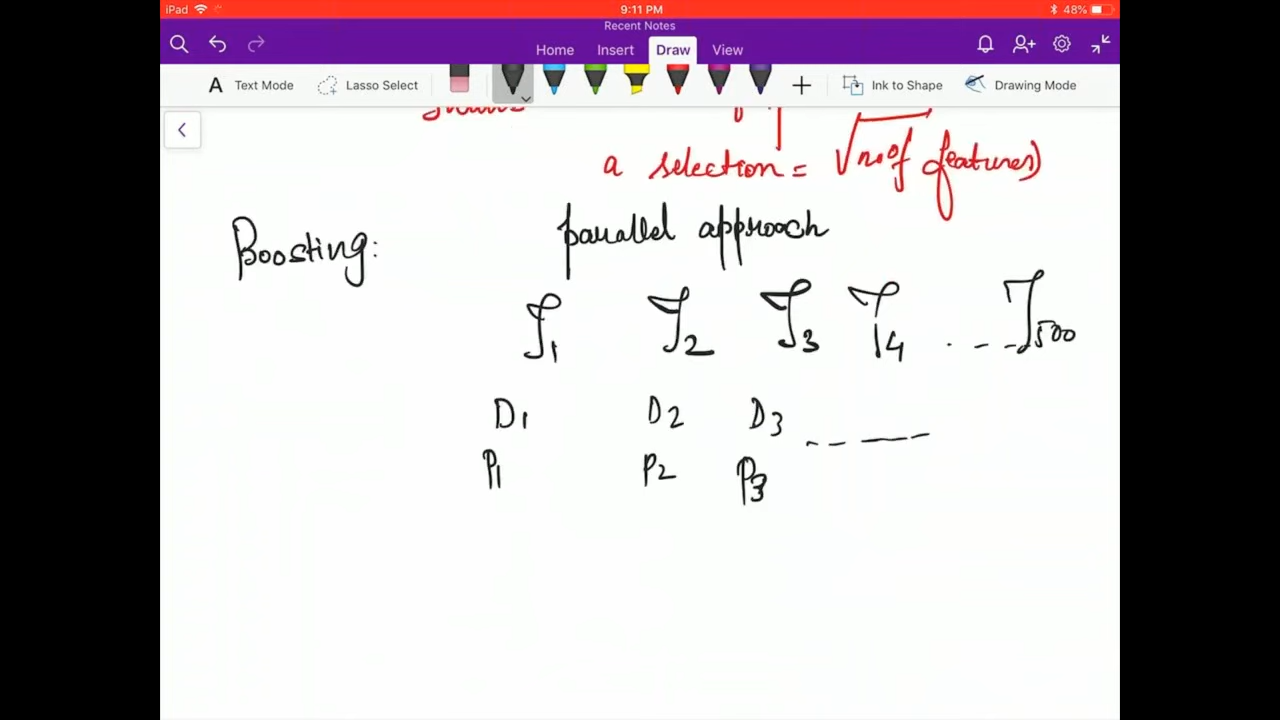 iPad 9:11 PM 48%
Recent Notes
Home Insert Draw View
A Text Mode Lasso Select Ink to Shape Drawing Mode
a selection = √no of features)
Boosting: parallel approach
T1 T2 T3 T4 . - - - T500
D1 D2 D3 - - - -
P1 P2 P3